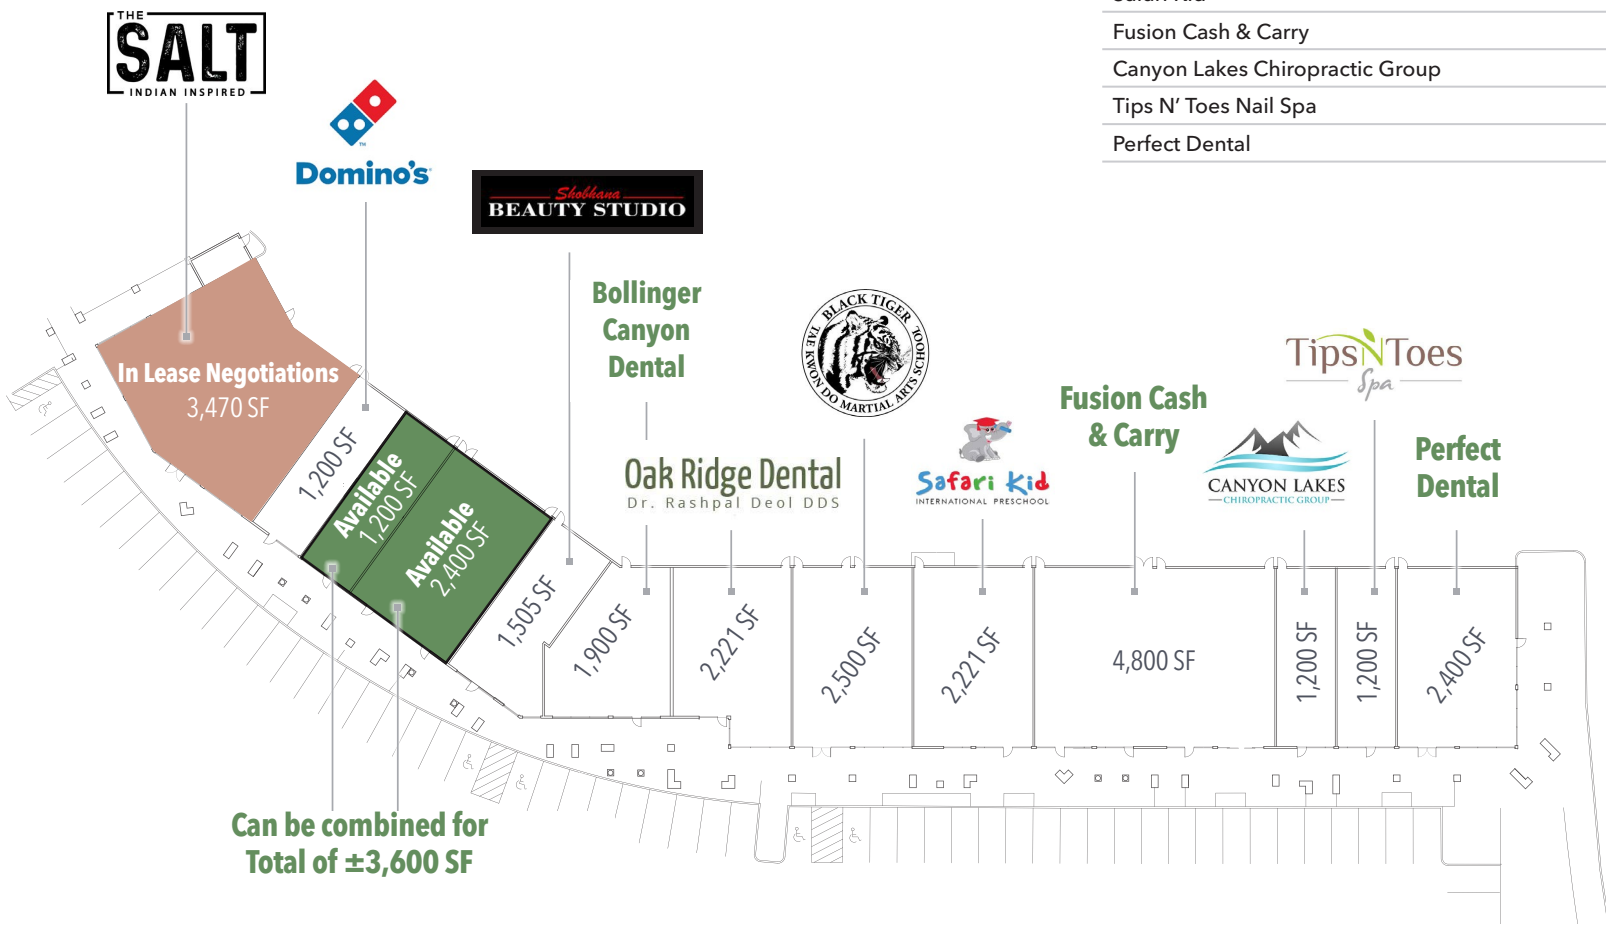 THE
SALT
INDIAN INSPIRED
Domino's
Shobhana
BEAUTY STUDIO
Safari Kid
Fusion Cash & Carry
Canyon Lakes Chiropractic Group
Tips N’ Toes Nail Spa
Perfect Dental
Bollinger
Canyon
Dental
Oak Ridge Dental
Dr. Rashpal Deol DDS
BLACK TIGER
TAE KWON DO MARTIAL ARTS SCHOOL
Safari Kid
INTERNATIONAL PRESCHOOL
Fusion Cash
& Carry
CANYON LAKES
CHIROPRACTIC GROUP
Tips N Toes
Spa
Perfect
Dental
In Lease Negotiations
3,470 SF
1,200 SF
Available
1,200 SF
Available
2,400 SF
1,505 SF
1,900 SF
2,221 SF
2,500 SF
2,221 SF
4,800 SF
1,200 SF
1,200 SF
2,400 SF
Can be combined for
Total of ±3,600 SF